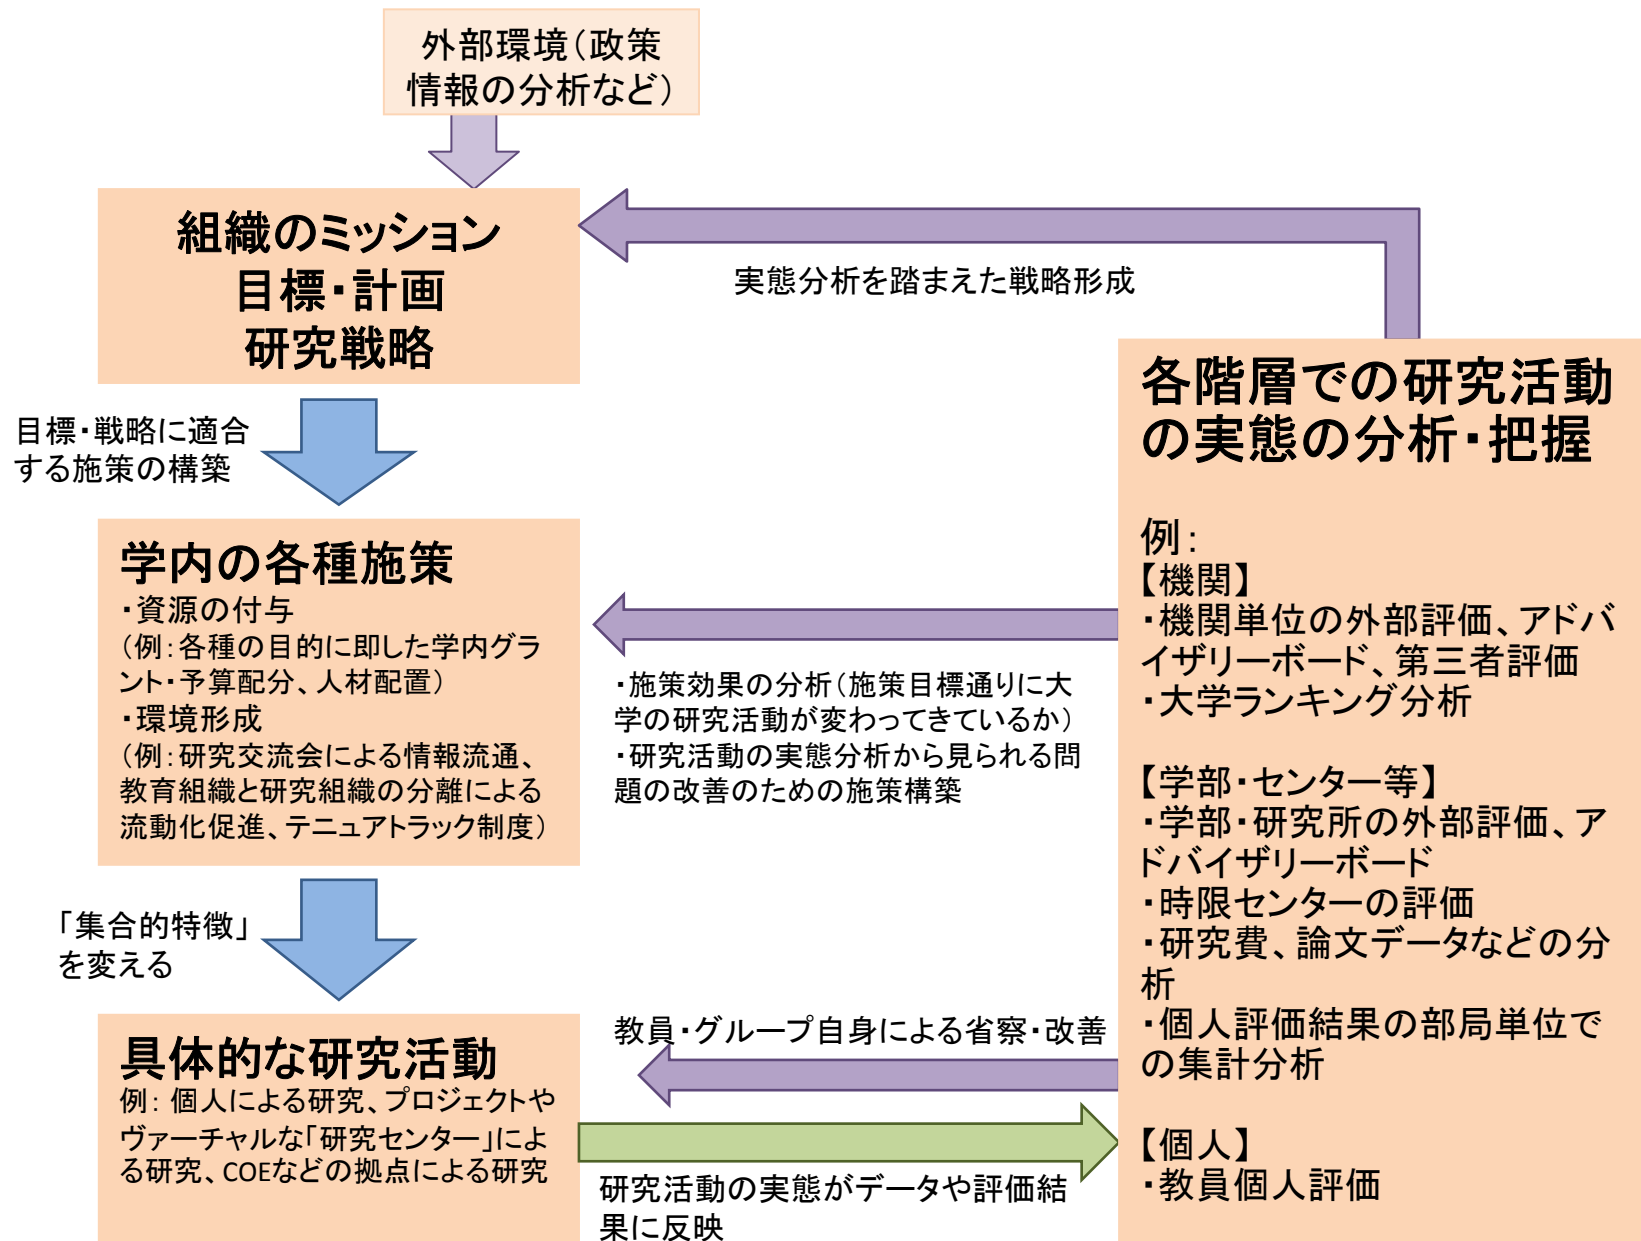 外部環境（政策
情報の分析など）
組織のミッション
目標・計画
研究戦略
実態分析を踏まえた戦略形成
目標・戦略に適合
する施策の構築
学内の各種施策
・資源の付与
（例：各種の目的に即した学内グラ
ント・予算配分、人材配置）
・環境形成
（例：研究交流会による情報流通、
教育組織と研究組織の分離による
流動化促進、テニュアトラック制度）
・施策効果の分析（施策目標通りに大
学の研究活動が変わってきているか）
・研究活動の実態分析から見られる問
題の改善のための施策構築
「集合的特徴」
を変える
具体的な研究活動
例：個人による研究、プロジェクトや
ヴァーチャルな「研究センター」によ
る研究、COEなどの拠点による研究
教員・グループ自身による省察・改善
研究活動の実態がデータや評価結
果に反映
各階層での研究活動
の実態の分析・把握
例：
【機関】
・機関単位の外部評価、アドバ
イザリーボード、第三者評価
・大学ランキング分析
【学部・センター等】
・学部・研究所の外部評価、ア
ドバイザリーボード
・時限センターの評価
・研究費、論文データなどの分
析
・個人評価結果の部局単位で
の集計分析
【個人】
・教員個人評価